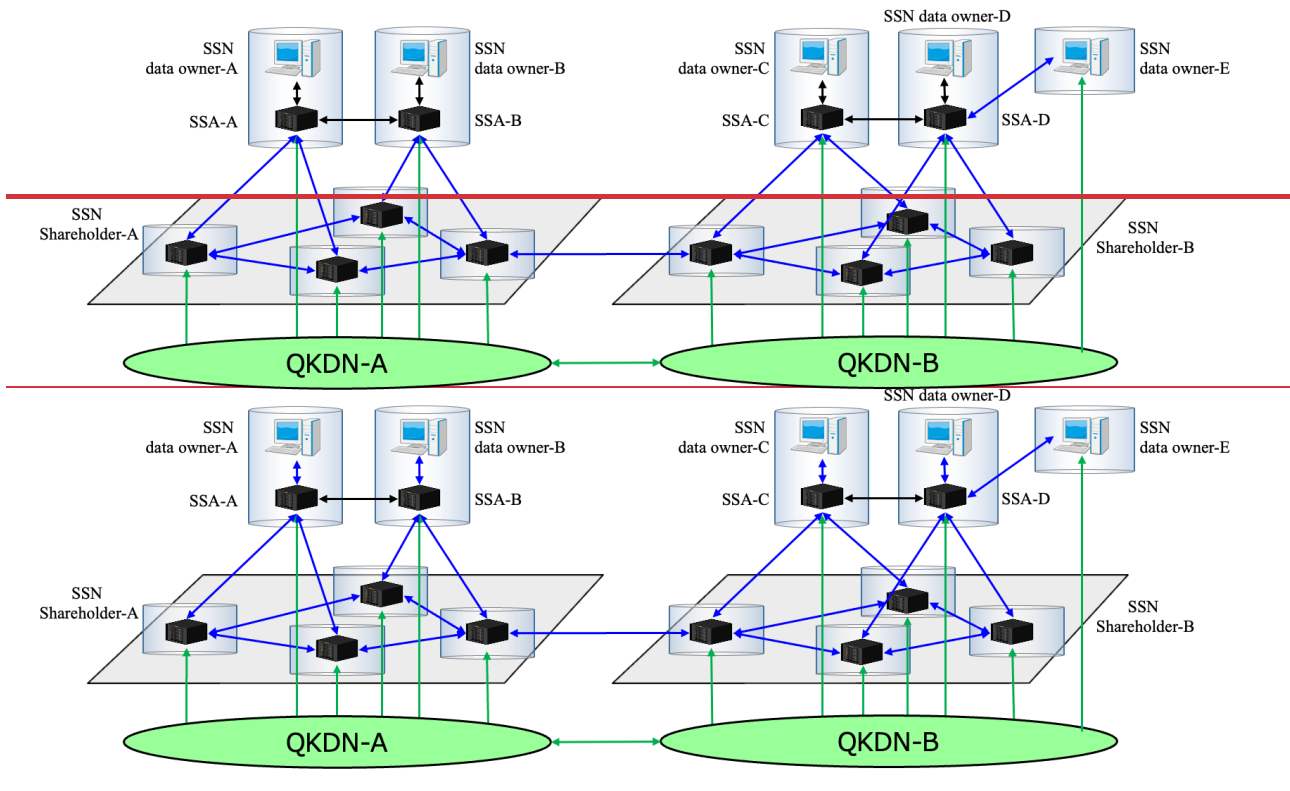 SSN data owner-D
SSN
data owner-A
SSN
data owner-B
SSN
data owner-C
SSN
data owner-E
SSA-A
SSA-B
SSA-C
SSA-D
SSN
Shareholder-A
SSN
Shareholder-B
QKDN-A
QKDN-B
SSN data owner-D
SSN
data owner-A
SSN
data owner-B
SSN
data owner-C
SSN
data owner-E
SSA-A
SSA-B
SSA-C
SSA-D
SSN
Shareholder-A
SSN
Shareholder-B
QKDN-A
QKDN-B